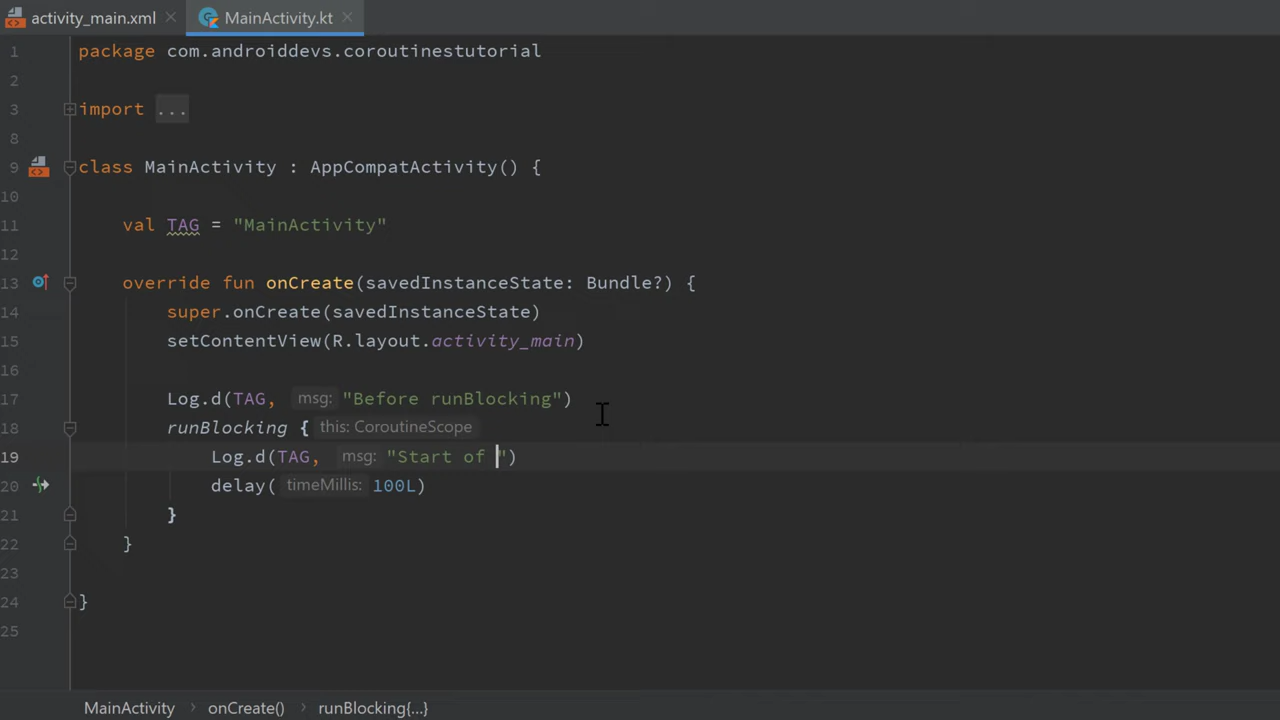 activity_main.xml MainActivity.kt
1 package com.androiddevs.coroutinestutorial
2
3 import ...
8
9 class MainActivity : AppCompatActivity() {
10
11 val TAG = "MainActivity"
12
13 override fun onCreate(savedInstanceState: Bundle?) {
14 super.onCreate(savedInstanceState)
15 setContentView(R.layout.activity_main)
16
17 Log.d(TAG, msg: "Before runBlocking")
18 runBlocking { this: CoroutineScope
19 Log.d(TAG, msg: "Start of ")
20 delay( timeMillis: 100L)
21 }
22 }
23
24 }
25
MainActivity › onCreate() › runBlocking{...}